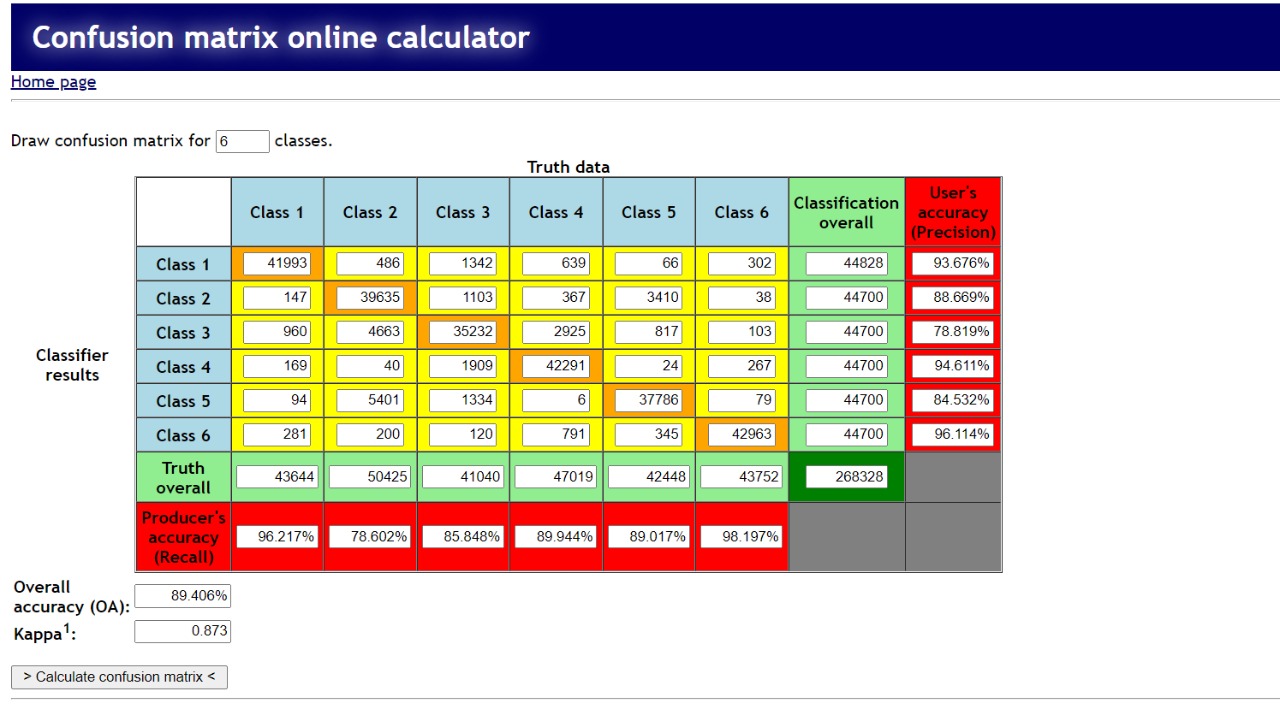 Confusion matrix online calculator
Home page
Draw confusion matrix for 6 classes.
Truth data
Class 1 Class 2 Class 3 Class 4 Class 5 Class 6 Classification overall User's accuracy (Precision)
Classifier results
Class 1 41993 486 1342 639 66 302 44828 93.676%
Class 2 147 39635 1103 367 3410 38 44700 88.669%
Class 3 960 4663 35232 2925 817 103 44700 78.819%
Class 4 169 40 1909 42291 24 267 44700 94.611%
Class 5 94 5401 1334 6 37786 79 44700 84.532%
Class 6 281 200 120 791 345 42963 44700 96.114%
Truth overall 43644 50425 41040 47019 42448 43752 268328
Producer's accuracy (Recall) 96.217% 78.602% 85.848% 89.944% 89.017% 98.197%
Overall accuracy (OA): 89.406%
Kappa1: 0.873
> Calculate confusion matrix <